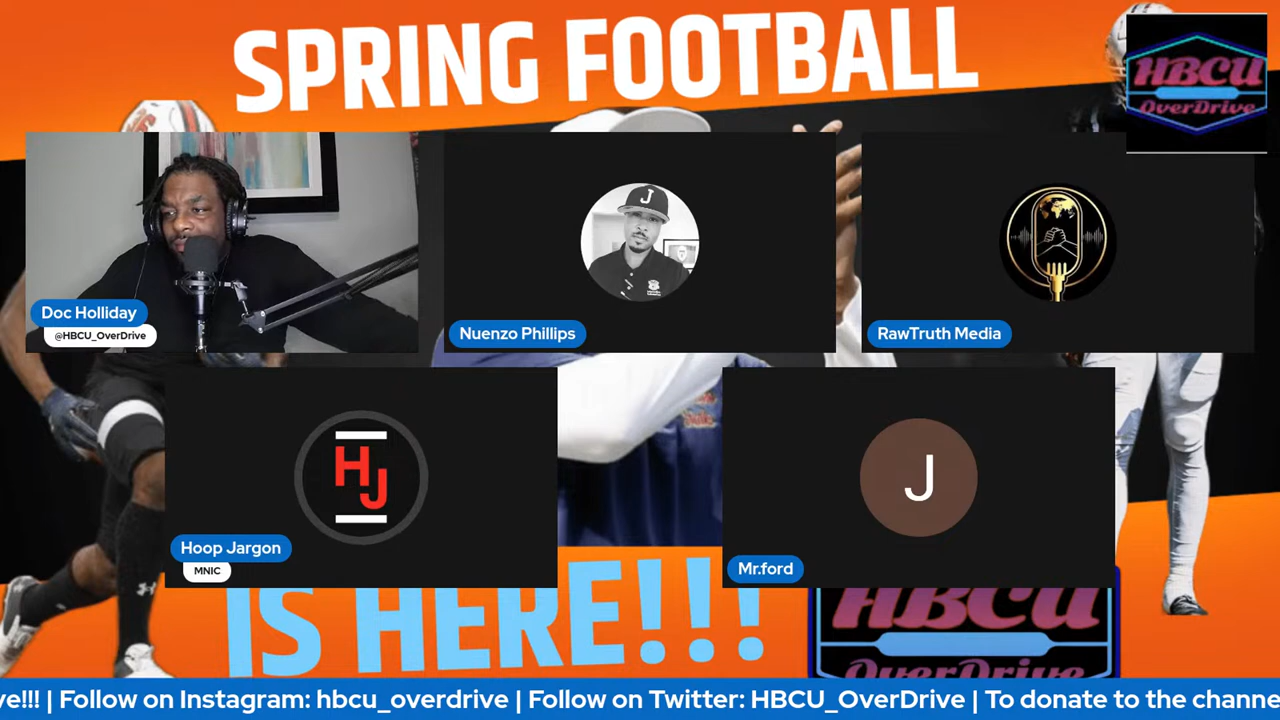 SPRING FOOTBALL
HBCU
OverDrive
J
Doc Holliday
@HBCU_OverDrive
Nuenzo Phillips
RawTruth Media
HJ
Hoop Jargon
MNIC
J
Mr.ford
IS HERE!!!
HBCU
OverDrive
ve!!! | Follow on Instagram: hbcu_overdrive | Follow on Twitter: HBCU_OverDrive | To donate to the channe